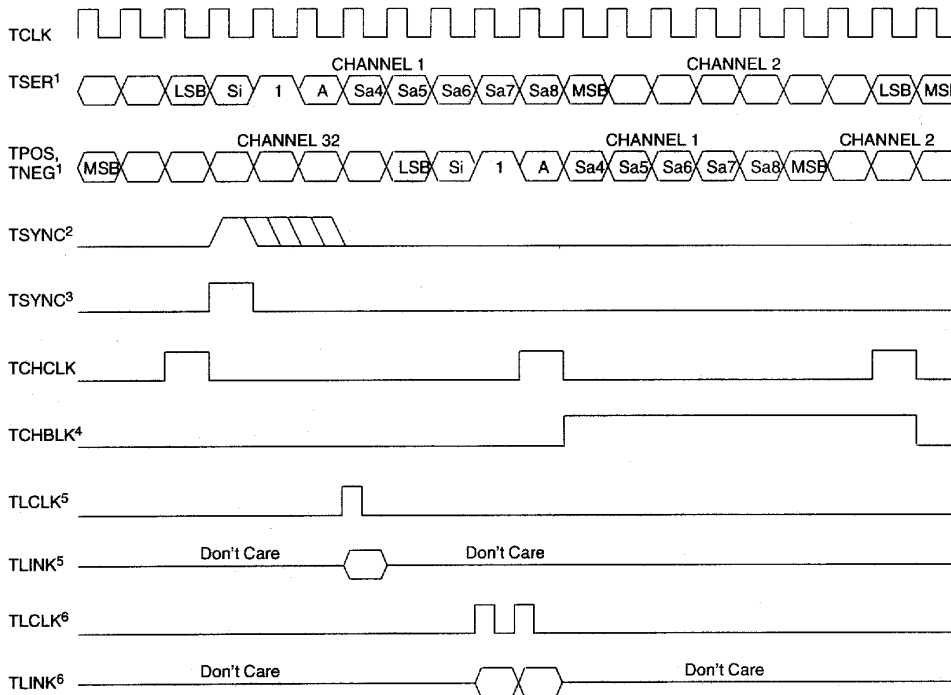 TCLK
CHANNEL 1 CHANNEL 2
TSER1 LSB Si 1 A Sa4 Sa5 Sa6 Sa7 Sa8 MSB LSB MS
CHANNEL 32 CHANNEL 1 CHANNEL 2
TPOS,
TNEG1 MSB LSB Si 1 A Sa4 Sa5 Sa6 Sa7 Sa8 MSB
TSYNC2
TSYNC3
TCHCLK
TCHBLK4
TLCLK5
TLINK5 Don't Care Don't Care
TLCLK6
TLINK6 Don't Care Don't Care